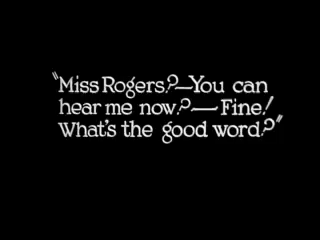 "Miss Rogers?—You can
hear me now?—Fine!
What's the good word?"